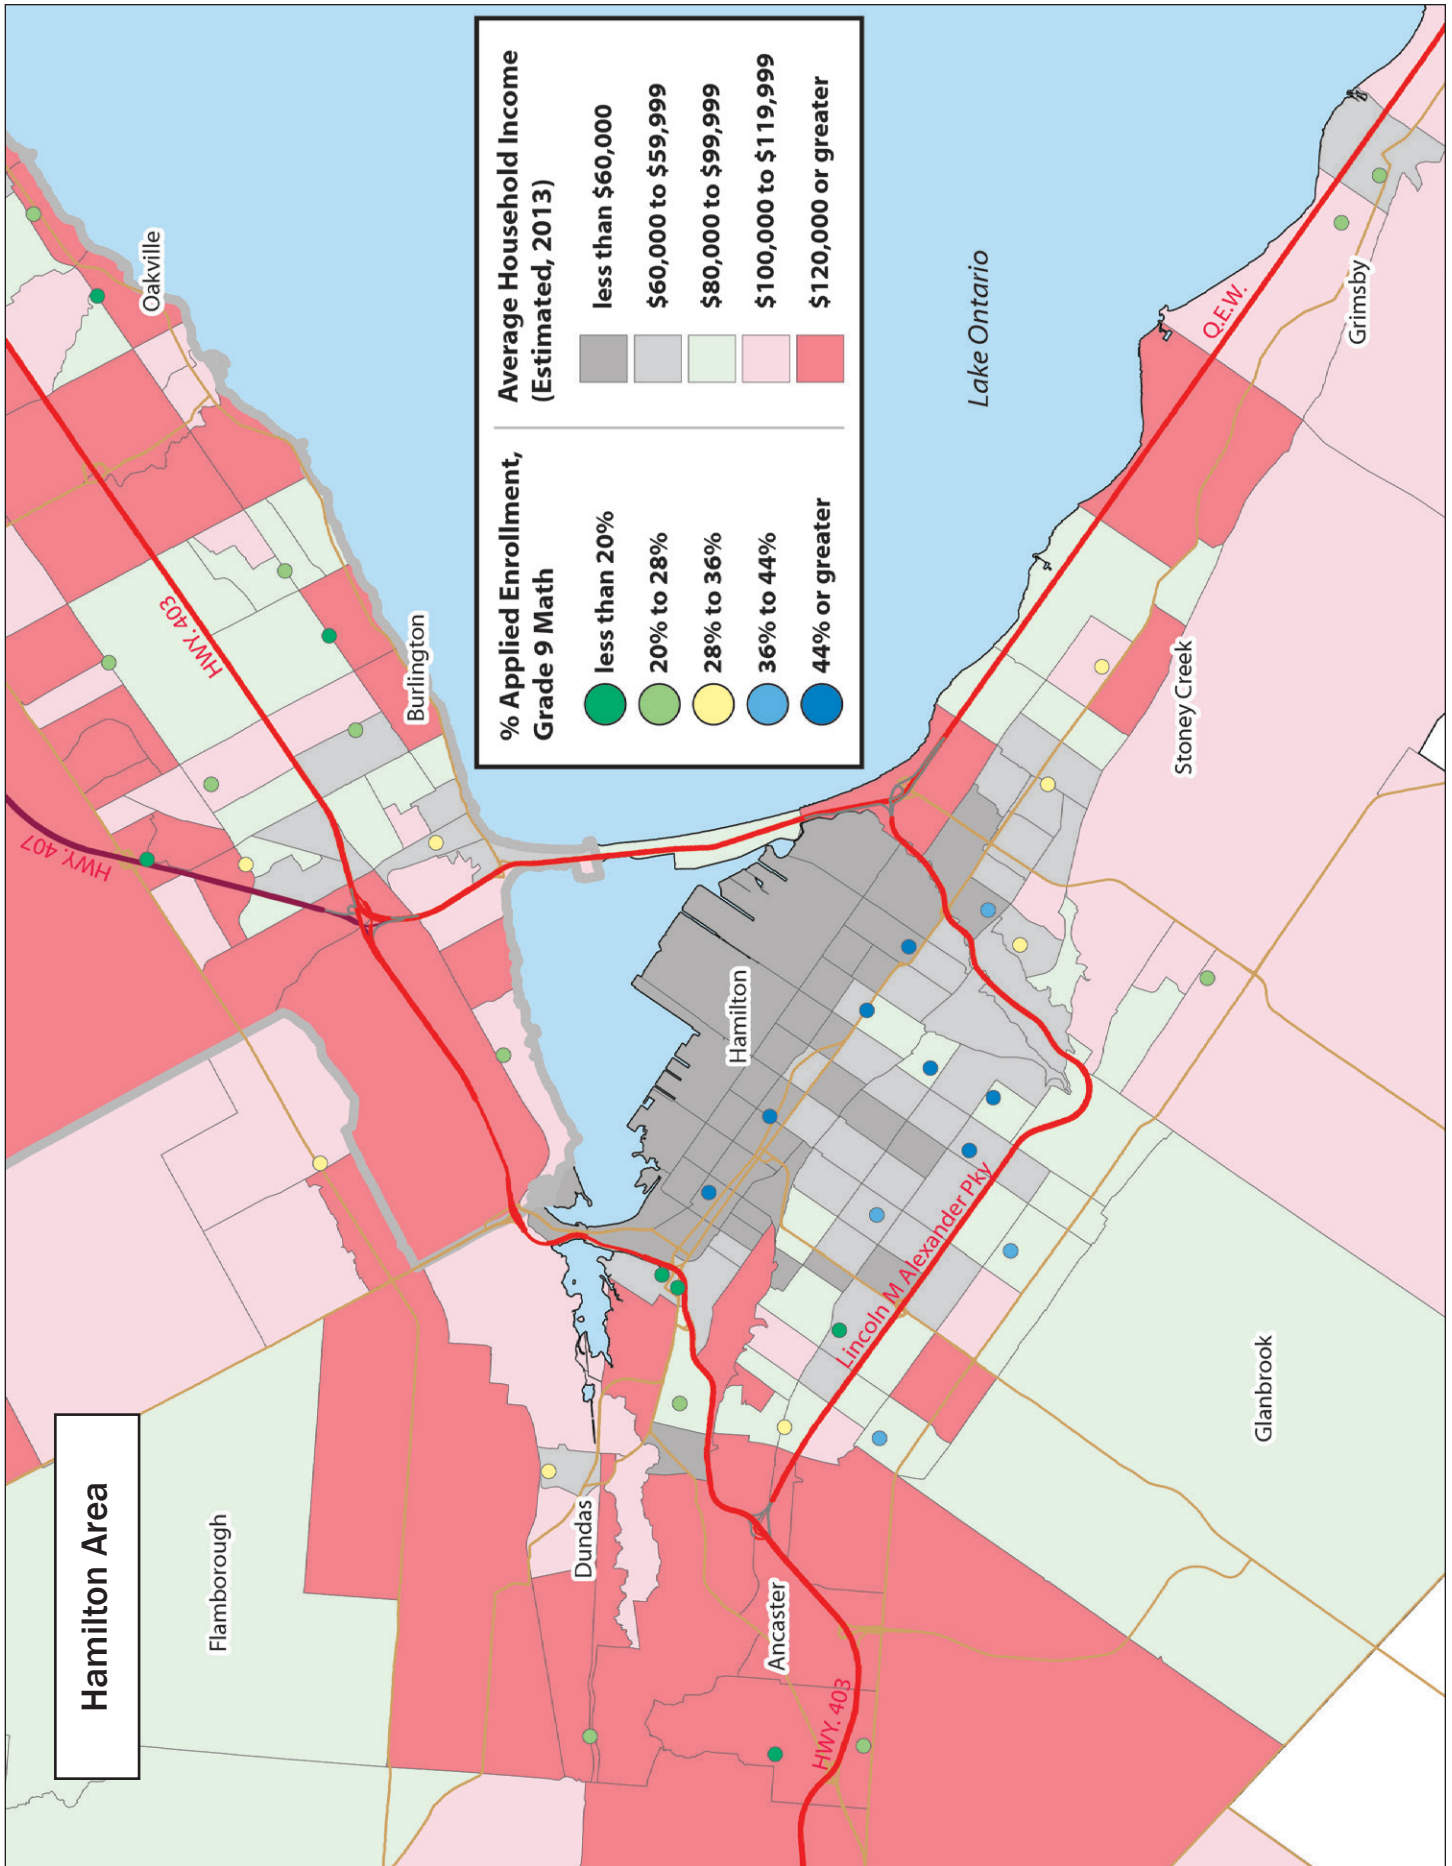 Hamilton Area
% Applied Enrollment,
Grade 9 Math
less than 20%
20% to 28%
28% to 36%
36% to 44%
44% or greater
Average Household Income
(Estimated, 2013)
less than $60,000
$60,000 to $59,999
$80,000 to $99,999
$100,000 to $119,999
$120,000 or greater
Flamborough
HWY. 407
HWY. 403
Oakville
Burlington
Dundas
Hamilton
Lake Ontario
Ancaster
HWY. 403
Lincoln M Alexander Pky
Stoney Creek
Q.E.W.
Glanbrook
Grimsby